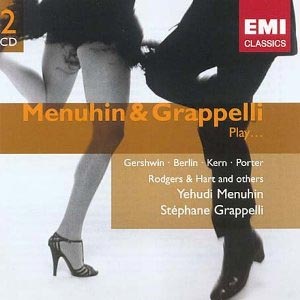 2
CD
EMI
CLASSICS
Menuhin & Grappelli
Play...
Gershwin · Berlin · Kern · Porter
Rodgers & Hart and others
Yehudi Menuhin
Stéphane Grappelli